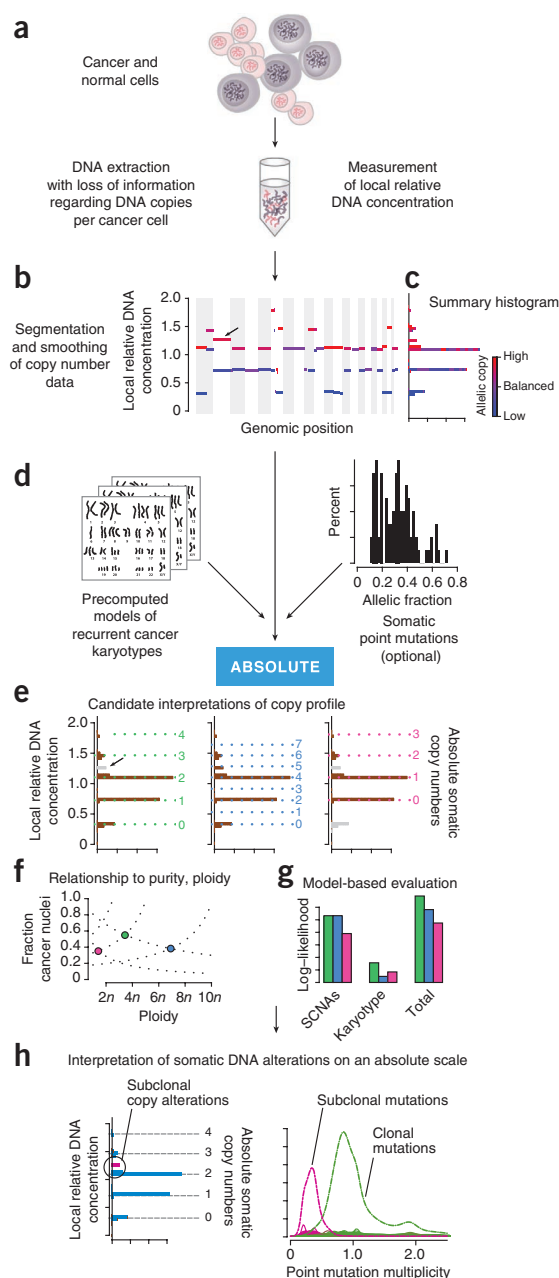 a
Cancer and
normal cells
DNA extraction
with loss of information
regarding DNA copies
per cancer cell
Measurement
of local relative
DNA concentration
b
Segmentation
and smoothing
of copy number
data
Local relative DNA
concentration
2.0
1.5
1.0
0.5
0
Genomic position
c
Summary histogram
Allelic copy
High
Balanced
Low
d
Precomputed
models of
recurrent cancer
karyotypes
Percent
0
0.2
0.4
0.6
0.8
Allelic fraction
Somatic
point mutations
(optional)
ABSOLUTE
e
Candidate interpretations of copy profile
Local relative DNA
concentration
2.0
1.5
1.0
0.5
0
4
3
2
1
0
7
6
5
4
3
2
1
0
3
2
1
0
Absolute somatic
copy numbers
f
Relationship to purity, ploidy
Fraction
cancer nuclei
1.0
0.8
0.6
0.4
0.2
0
2n
4n
6n
8n
10n
Ploidy
g
Model-based evaluation
Log–likelihood
SCNAs
Karyotype
Total
h
Interpretation of somatic DNA alterations on an absolute scale
Subclonal
copy alterations
Local relative DNA
concentration
4
3
2
1
0
Absolute somatic
copy numbers
Subclonal mutations
Clonal
mutations
0
1.0
2.0
Point mutation multiplicity